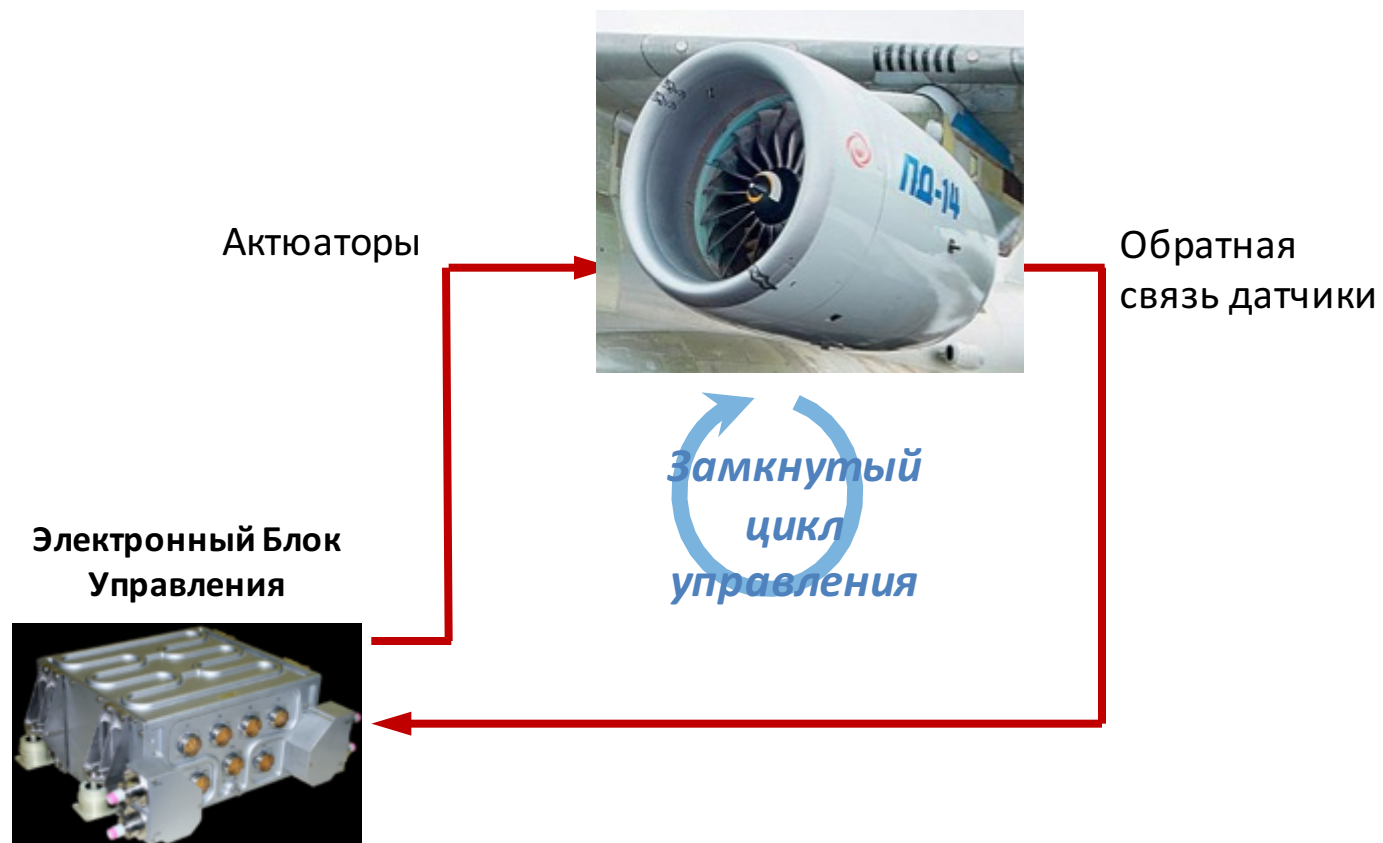 ПД-14
Актюаторы
Обратная
связь датчики
Замкнутый
цикл
управления
Электронный Блок
Управления